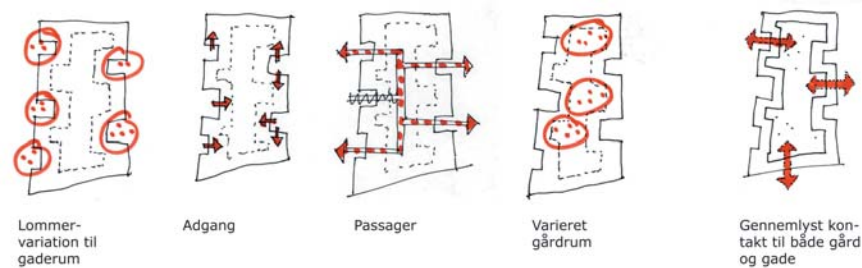 Lommer-
variation til
gaderum
Adgang
Passager
Varieret
gårdrum
Gennemlyst kon-
takt til både gård
og gade